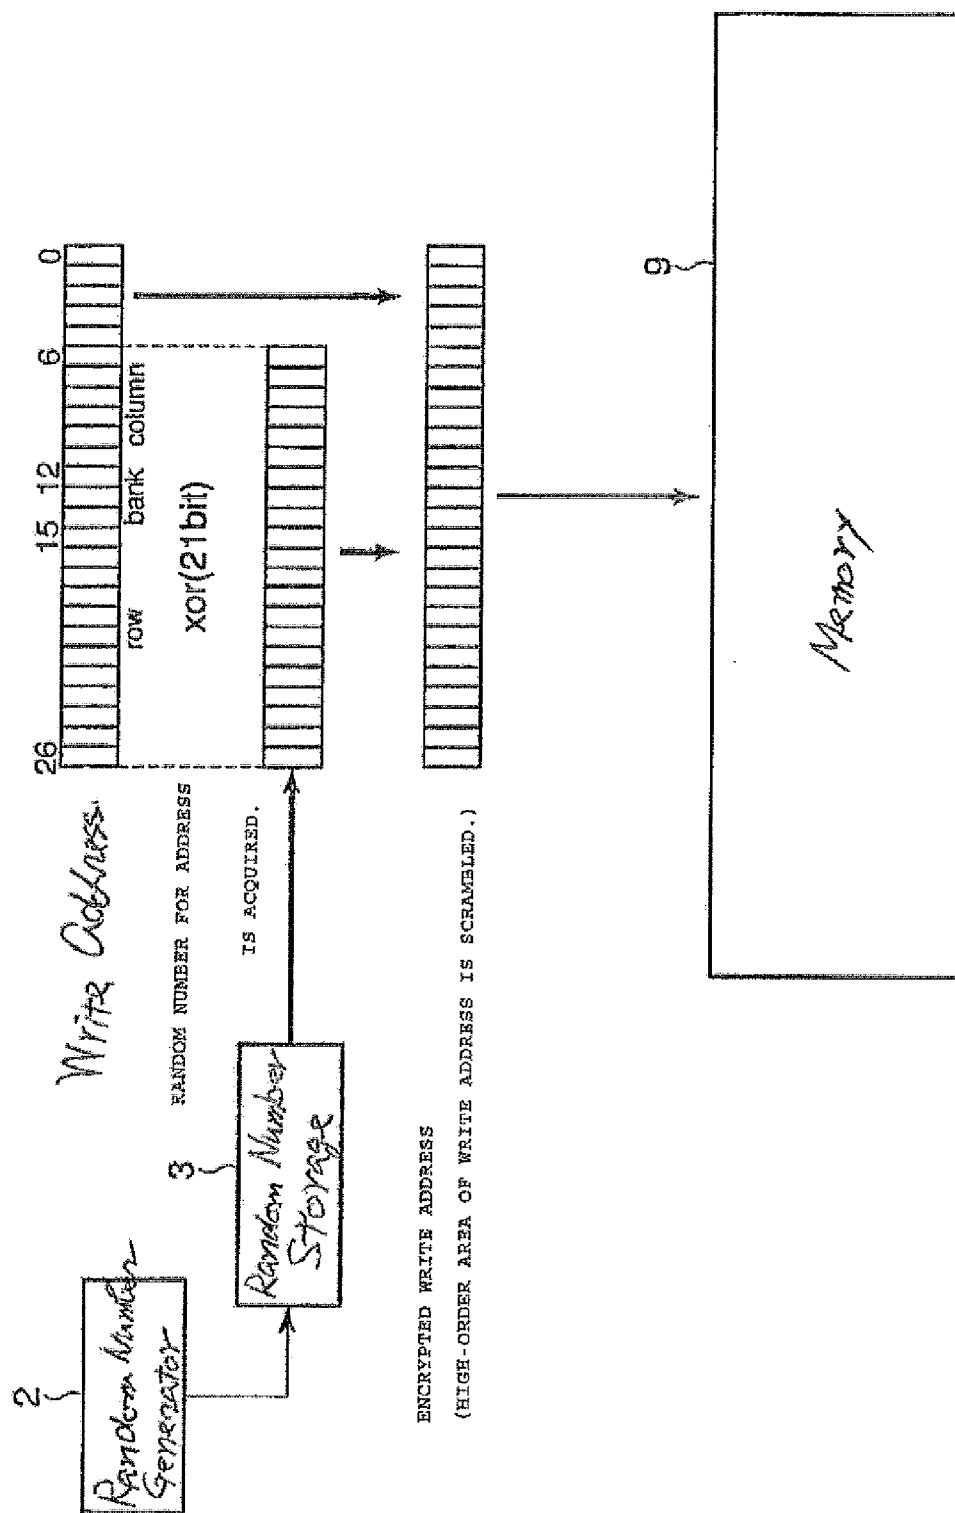 Write Address
26 15 12 6 0
row bank column
xor(21bit)
RANDOM NUMBER FOR ADDRESS
IS ACQUIRED.
2
Random Number
Generator
3
Random Number
Storage
ENCRYPTED WRITE ADDRESS
(HIGH-ORDER AREA OF WRITE ADDRESS IS SCRAMBLED.)
9
Memory